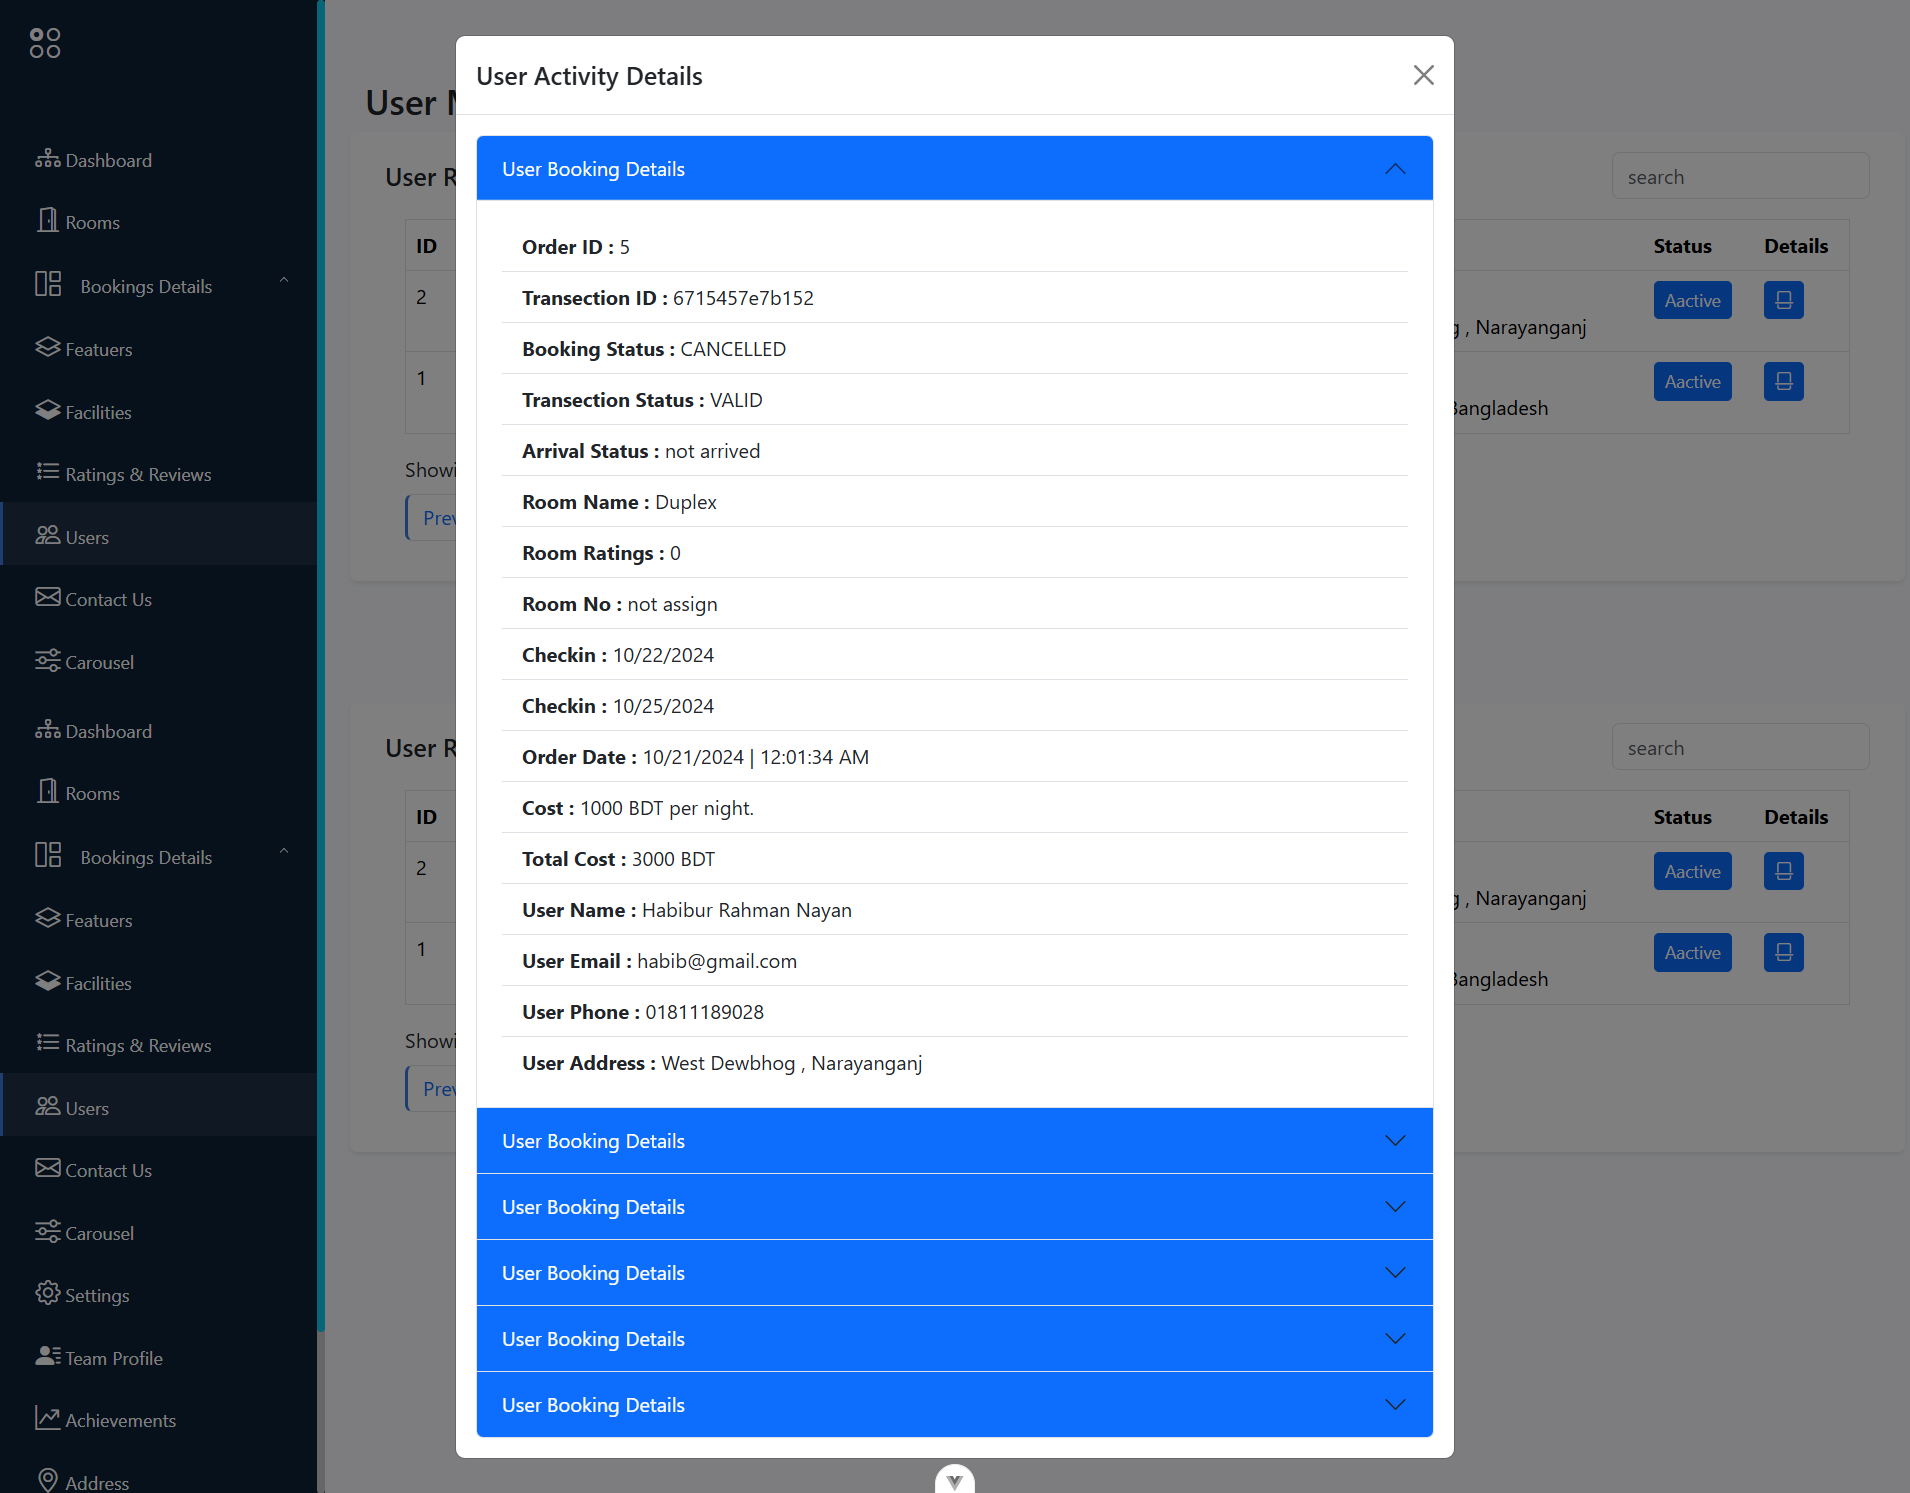 Dashboard
Rooms
Bookings Details
Featuers
Facilities
Ratings & Reviews
Users
Contact Us
Carousel
Dashboard
Rooms
Bookings Details
Featuers
Facilities
Ratings & Reviews
Users
Contact Us
Carousel
Settings
Team Profile
Achievements
Address
User
User R
search
ID
Status
Details
2
, Narayanganj
Aactive
1
Bangladesh
Aactive
Showi
Prev
User R
search
ID
Status
Details
2
, Narayanganj
Aactive
1
Bangladesh
Aactive
Showi
Prev
User Activity Details
User Booking Details
Order ID : 5
Transection ID : 6715457e7b152
Booking Status : CANCELLED
Transection Status : VALID
Arrival Status : not arrived
Room Name : Duplex
Room Ratings : 0
Room No : not assign
Checkin : 10/22/2024
Checkin : 10/25/2024
Order Date : 10/21/2024 | 12:01:34 AM
Cost : 1000 BDT per night.
Total Cost : 3000 BDT
User Name : Habibur Rahman Nayan
User Email : habib@gmail.com
User Phone : 01811189028
User Address : West Dewbhog , Narayanganj
User Booking Details
User Booking Details
User Booking Details
User Booking Details
User Booking Details